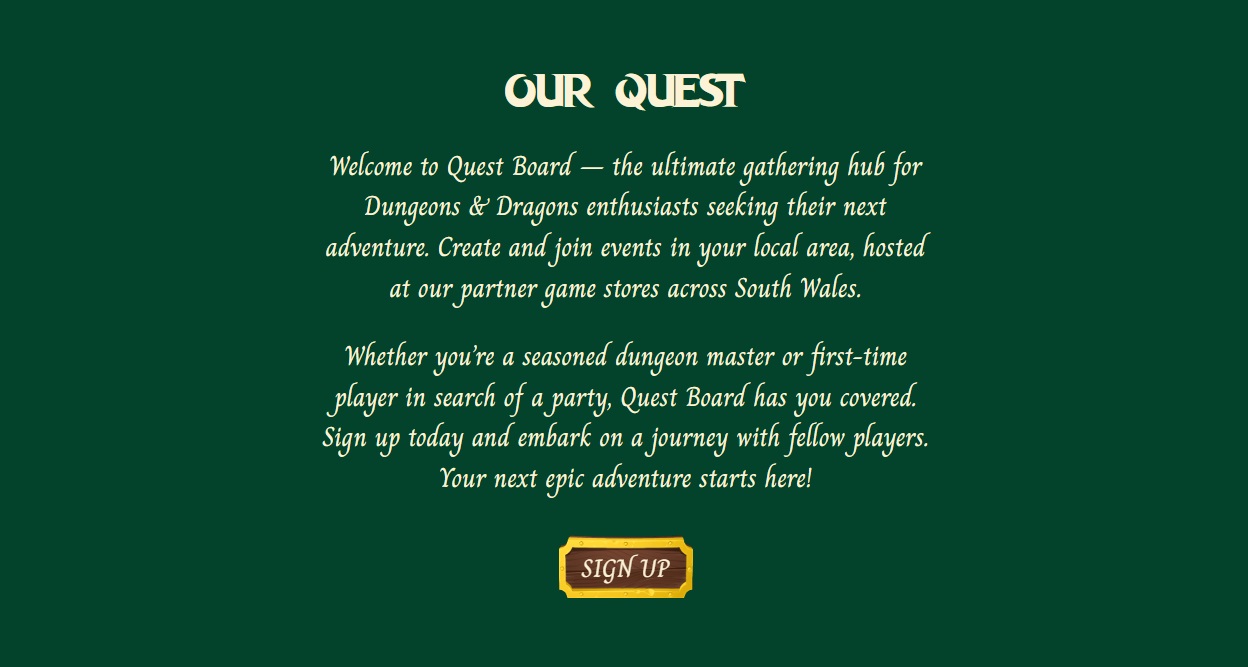 OUR QUEST
Welcome to Quest Board — the ultimate gathering hub for
Dungeons & Dragons enthusiasts seeking their next
adventure. Create and join events in your local area, hosted
at our partner game stores across South Wales.
Whether you’re a seasoned dungeon master or first-time
player in search of a party, Quest Board has you covered.
Sign up today and embark on a journey with fellow players.
Your next epic adventure starts here!
SIGN UP